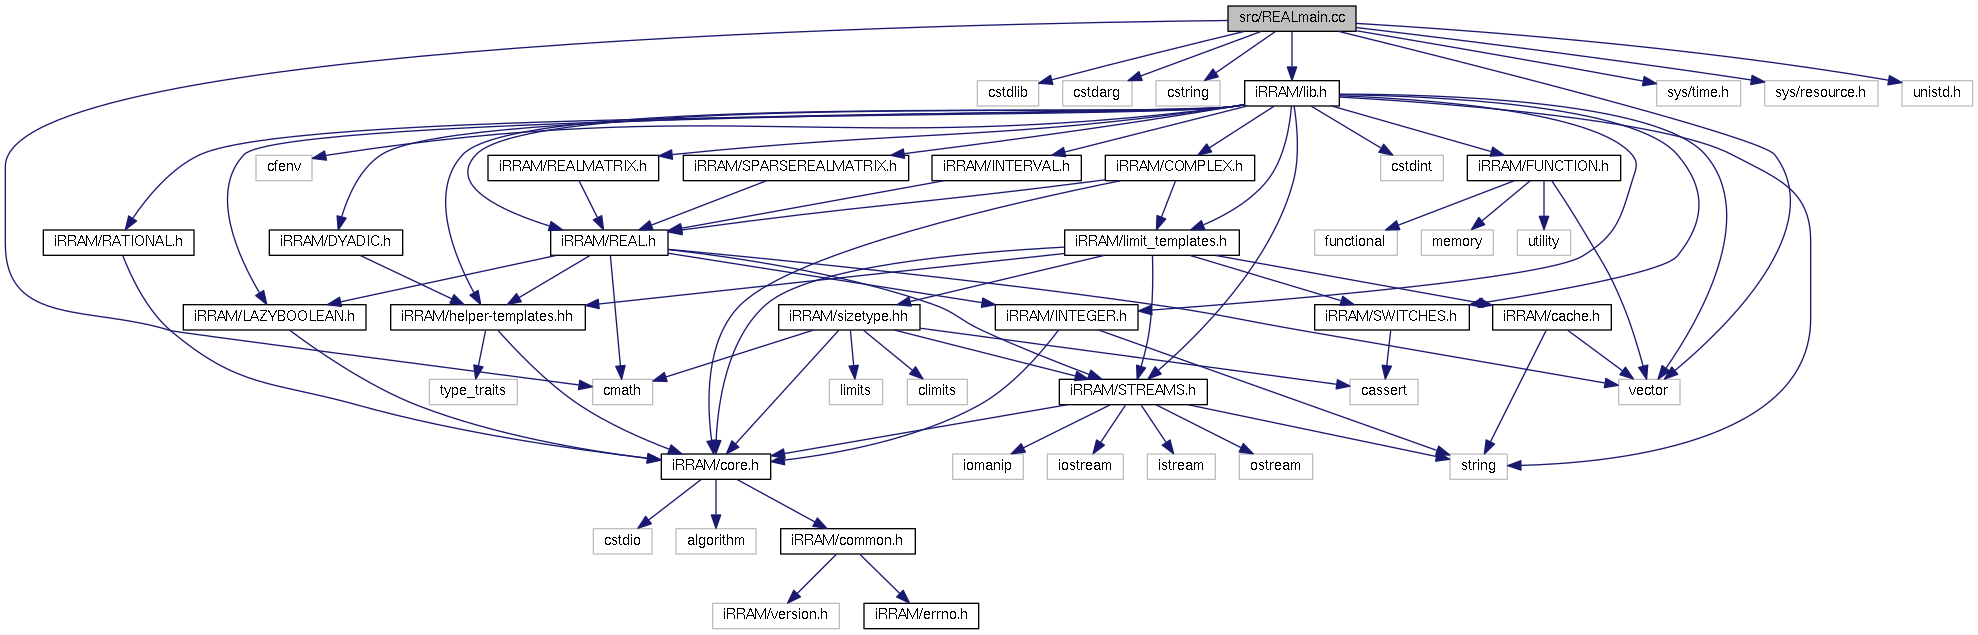 src/REALmain.cc
cstdlib
cstdarg
cstring
iRRAM/lib.h
sys/time.h
sys/resource.h
unistd.h
cfenv
iRRAM/REALMATRIX.h
iRRAM/SPARSEREALMATRIX.h
iRRAM/INTERVAL.h
iRRAM/COMPLEX.h
cstdint
iRRAM/FUNCTION.h
iRRAM/RATIONAL.h
iRRAM/DYADIC.h
iRRAM/REAL.h
iRRAM/limit_templates.h
functional
memory
utility
iRRAM/LAZYBOOLEAN.h
iRRAM/helper-templates.hh
iRRAM/sizetype.hh
iRRAM/INTEGER.h
iRRAM/SWITCHES.h
iRRAM/cache.h
type_traits
cmath
limits
climits
iRRAM/STREAMS.h
cassert
vector
iRRAM/core.h
iomanip
iostream
istream
ostream
string
cstdio
algorithm
iRRAM/common.h
iRRAM/version.h
iRRAM/errno.h